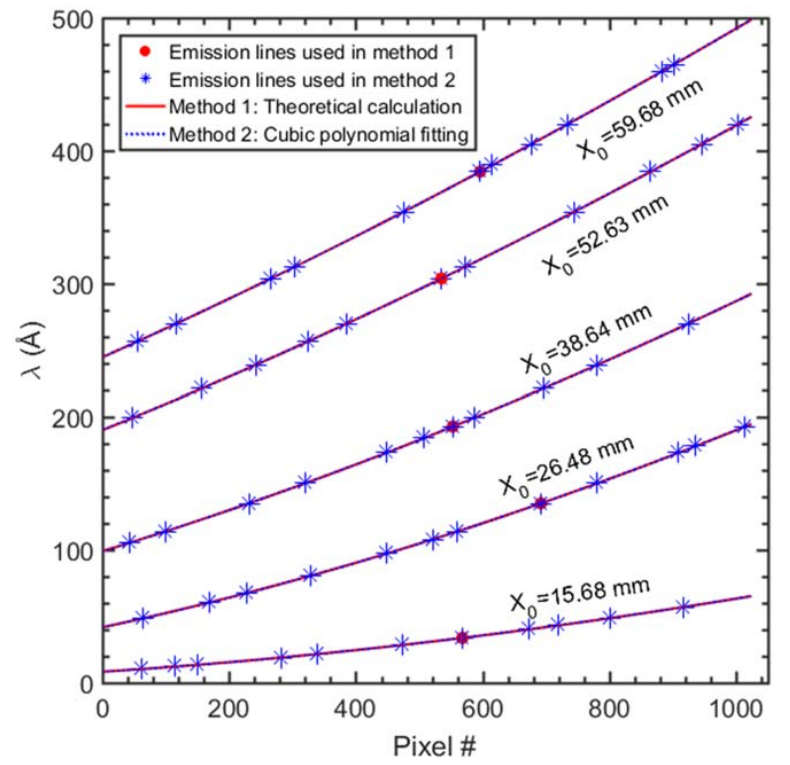 500
400
300
200
100
0
λ (Å)
Emission lines used in method 1
Emission lines used in method 2
Method 1: Theoretical calculation
Method 2: Cubic polynomial fitting
X₀=59.68 mm
X₀=52.63 mm
X₀=38.64 mm
X₀=26.48 mm
X₀=15.68 mm
0 200 400 600 800 1000
Pixel #